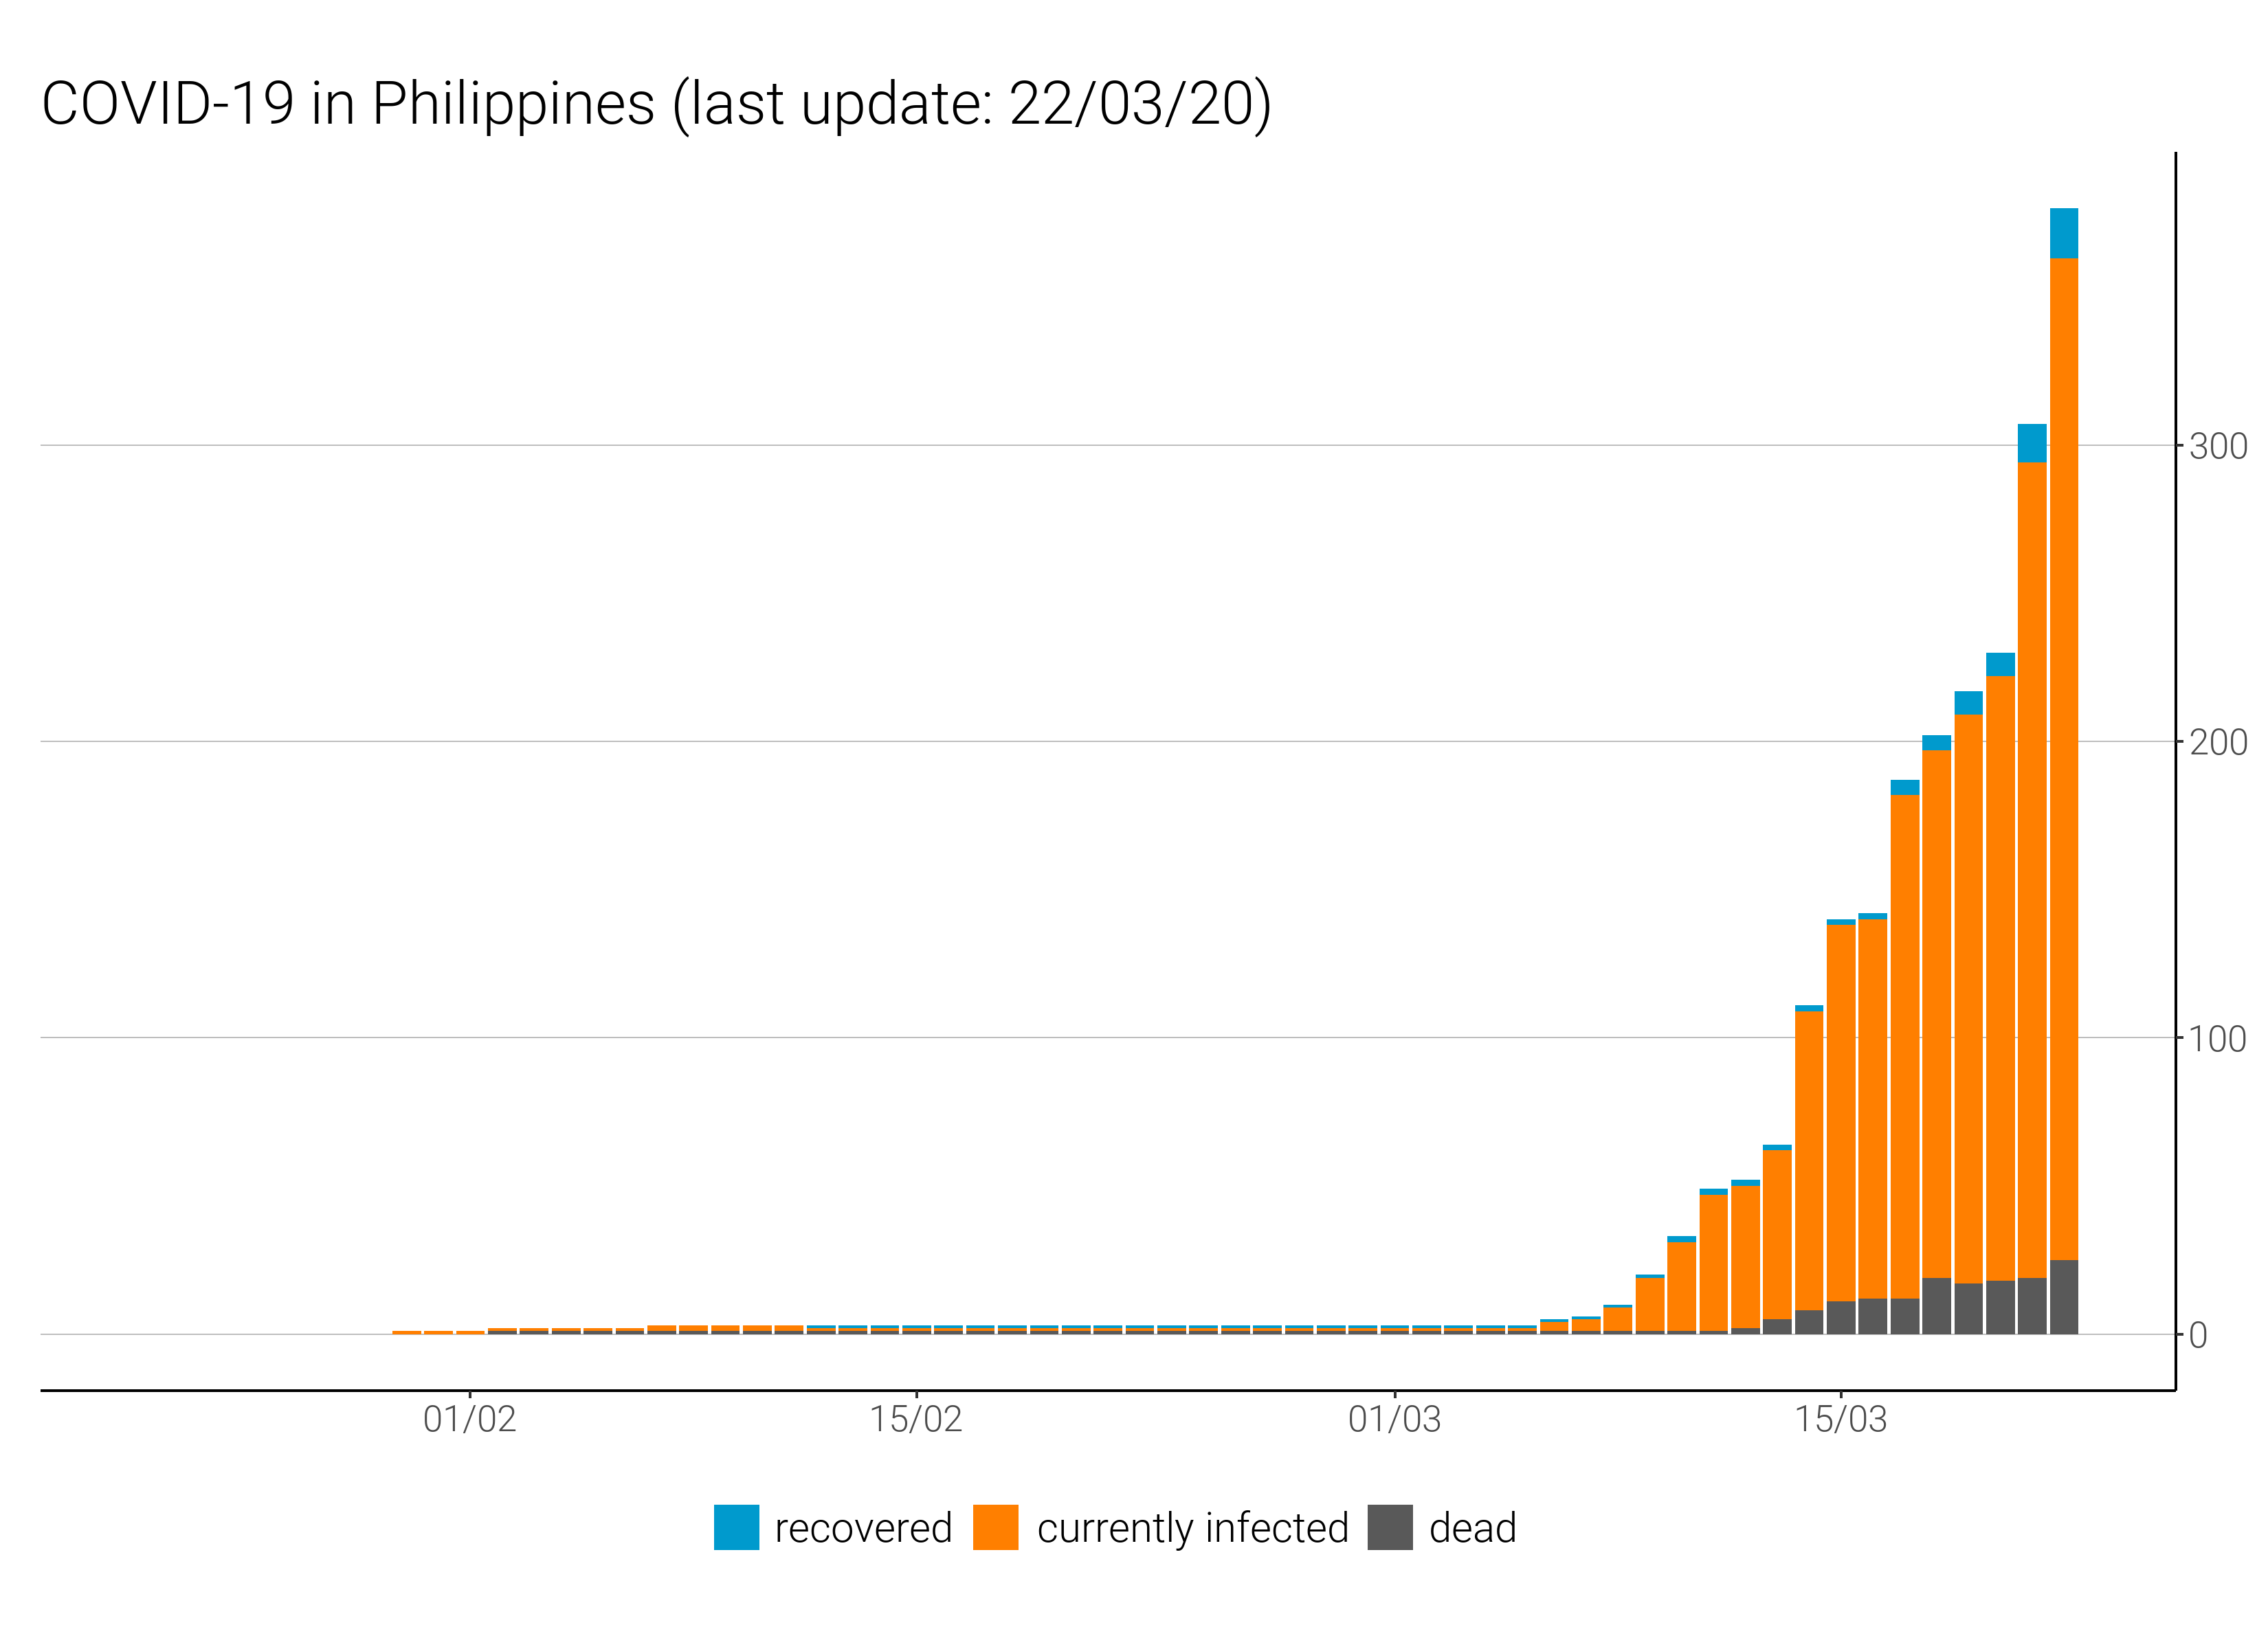 COVID-19 in Philippines (last update: 22/03/20)
300
200
100
0
01/02 15/02 01/03 15/03
recovered currently infected dead